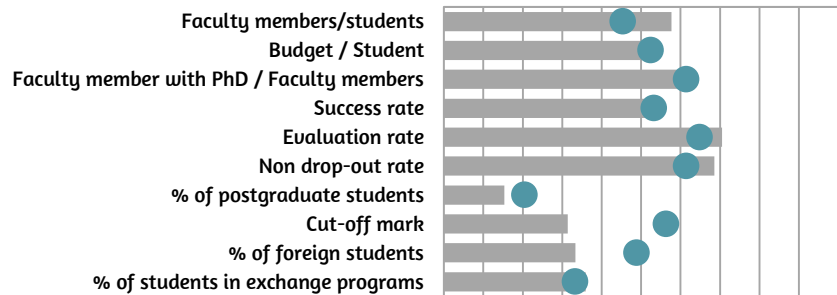 Faculty members/students
Budget / Student
Faculty member with PhD / Faculty members
Success rate
Evaluation rate
Non drop-out rate
% of postgraduate students
Cut-off mark
% of foreign students
% of students in exchange programs